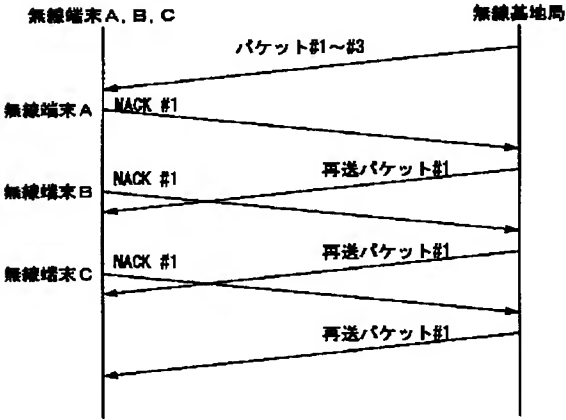 無線端末A, B, C
無線基地局
パケット#1～#3
無線端末A
NACK #1
再送パケット#1
無線端末B
NACK #1
再送パケット#1
無線端末C
NACK #1
再送パケット#1